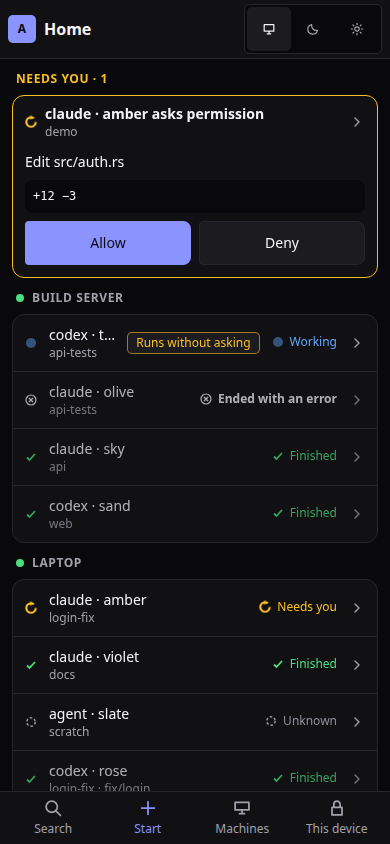 A Home
NEEDS YOU · 1
claude · amber asks permission
demo
Edit src/auth.rs
+12 −3
Allow Deny
BUILD SERVER
codex · t... Runs without asking Working
api-tests
claude · olive Ended with an error
api-tests
claude · sky Finished
api
codex · sand Finished
web
LAPTOP
claude · amber Needs you
login-fix
claude · violet Finished
docs
agent · slate Unknown
scratch
codex · rose Finished
login-fix · fix/login
Search Start Machines This device